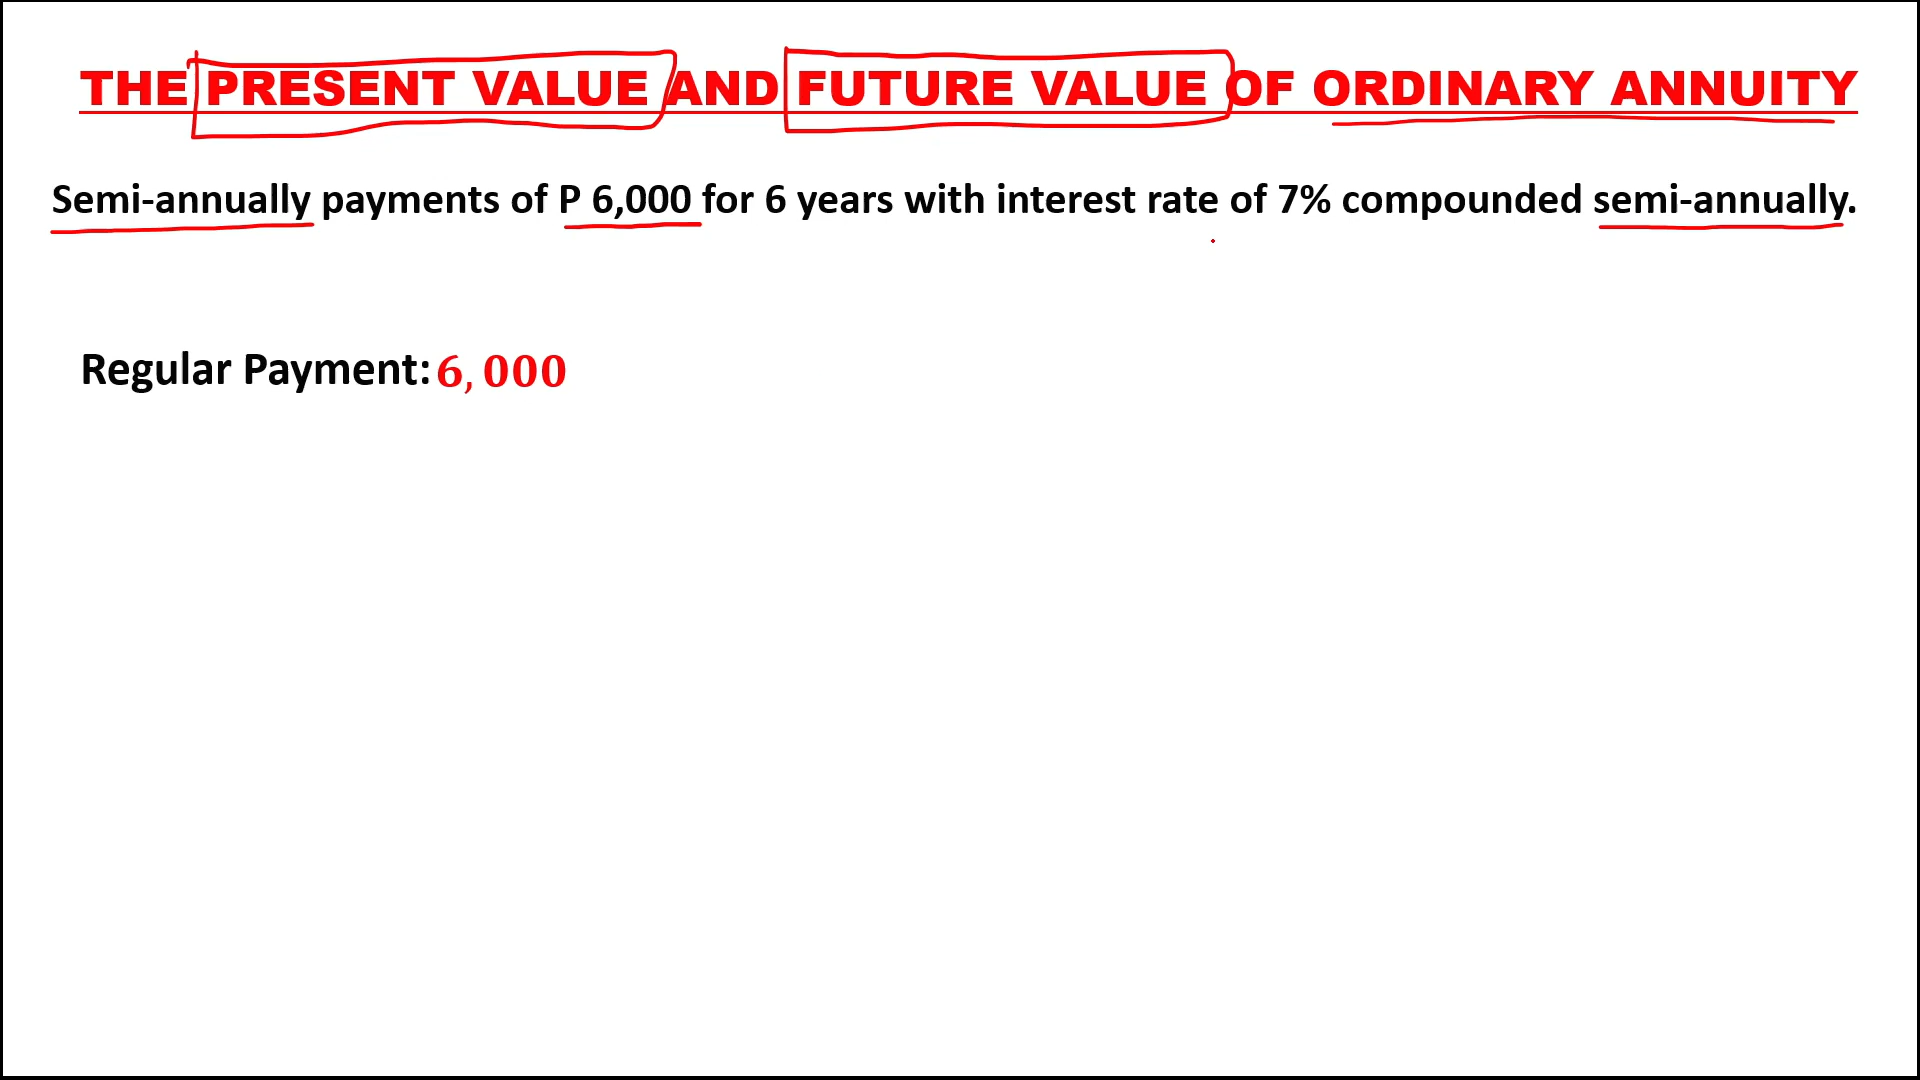 THE PRESENT VALUE AND FUTURE VALUE OF ORDINARY ANNUITY
Semi-annually payments of P 6,000 for 6 years with interest rate of 7% compounded semi-annually.
Regular Payment: 6, 000